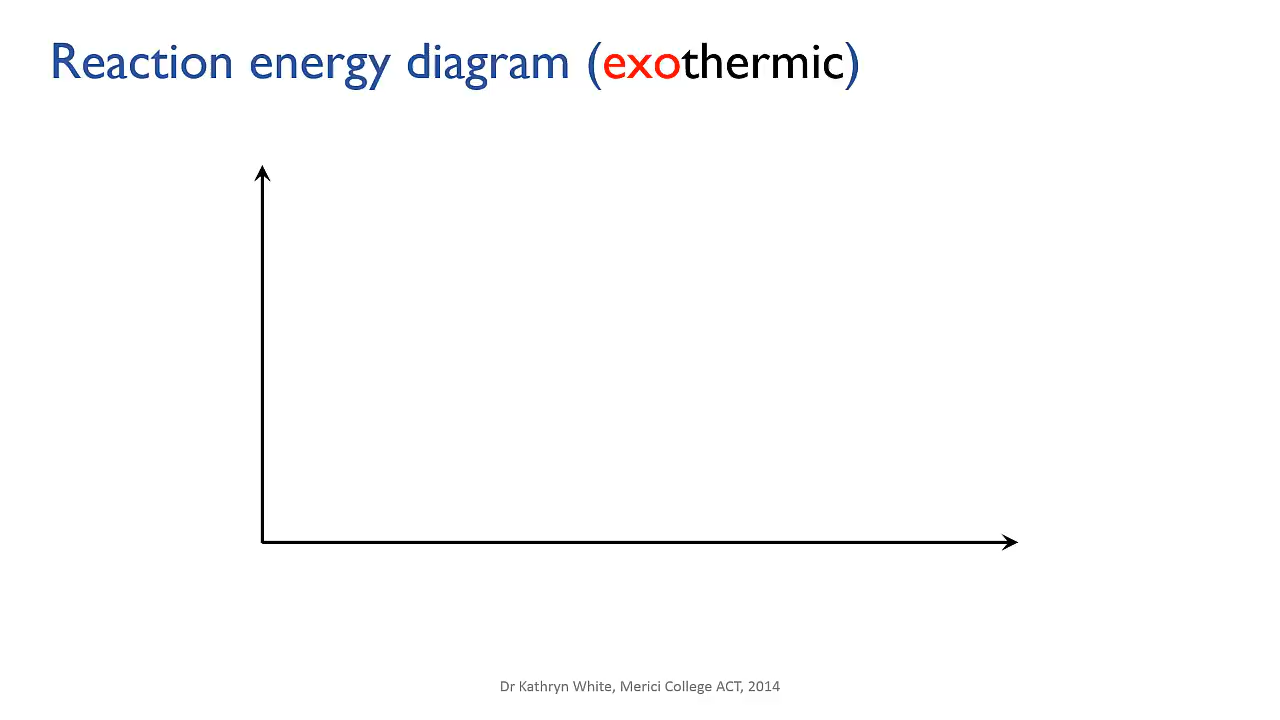 Reaction energy diagram (exothermic)
Dr Kathryn White, Merici College ACT, 2014